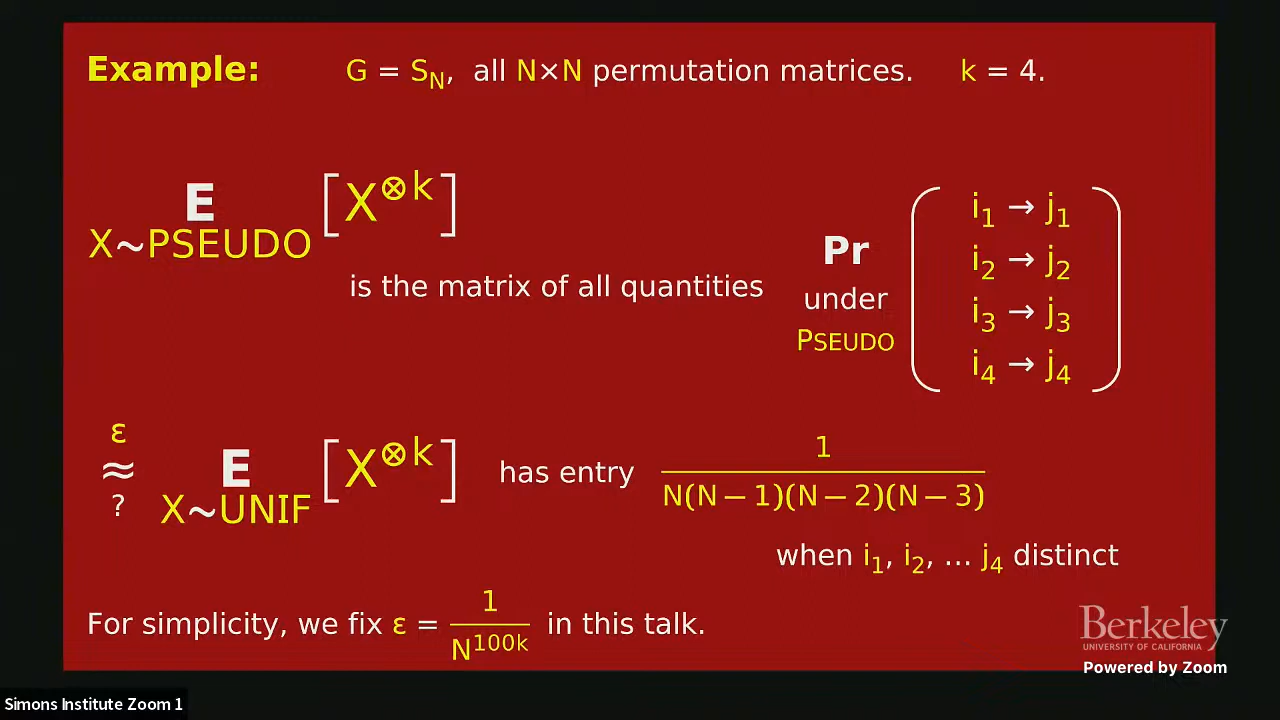 Example: G = S_N, all N×N permutation matrices. k = 4.
E [X^{⊗k}]
X~PSEUDO
is the matrix of all quantities
Pr
under
PSEUDO
i_1 → j_1
i_2 → j_2
i_3 → j_3
i_4 → j_4
ε
≈
?
E [X^{⊗k}]
X~UNIF
has entry
1
N(N − 1)(N − 2)(N − 3)
when i_1, i_2, … j_4 distinct
For simplicity, we fix ε = 1/N^{100k} in this talk.
Berkeley
UNIVERSITY OF CALIFORNIA
Powered by Zoom
Simons Institute Zoom 1